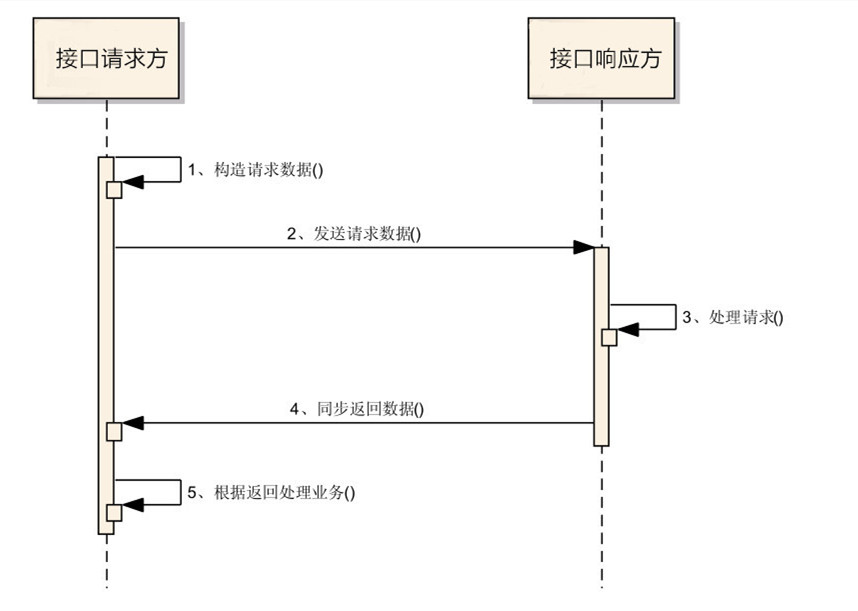 接口请求方
接口响应方
1、构造请求数据()
2、发送请求数据()
3、处理请求()
4、同步返回数据()
5、根据返回处理业务()